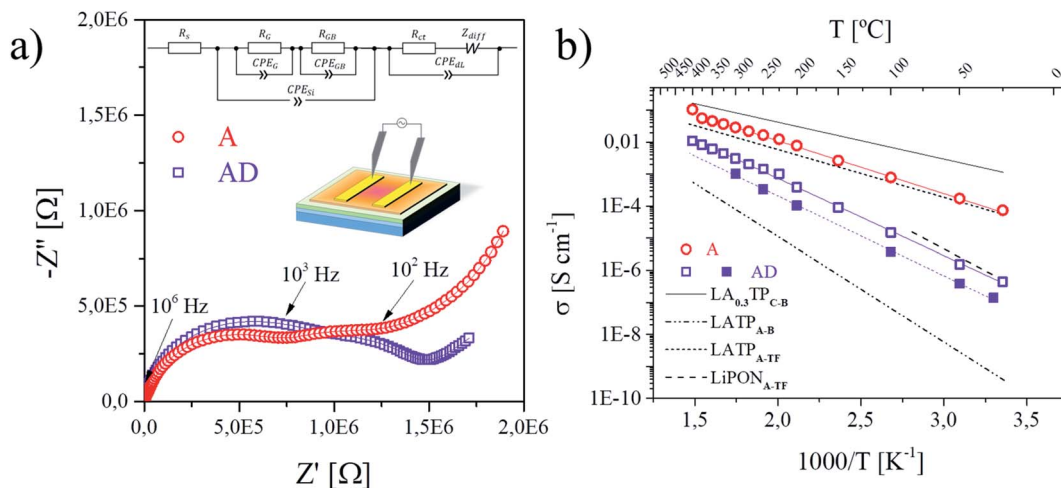 a)
2,0E6
1,5E6
1,0E6
5,0E5
0,0
-Z" [Ω]
R_s
R_G
R_GB
R_ct
Z_diff
CPE_G
CPE_GB
CPE_dL
CPE_Si
A
AD
10^6 Hz
10^3 Hz
10^2 Hz
0,0 5,0E5 1,0E6 1,5E6 2,0E6
Z' [Ω]
b)
T [ºC]
500 450 400 350 300 250 200 150 100 50 0
0,01
1E-4
1E-6
1E-8
1E-10
σ [S cm^-1]
A
AD
LA_0.3TP_C-B
LATP_A-B
LATP_A-TF
LiPON_A-TF
1,5 2,0 2,5 3,0 3,5
1000/T [K^-1]